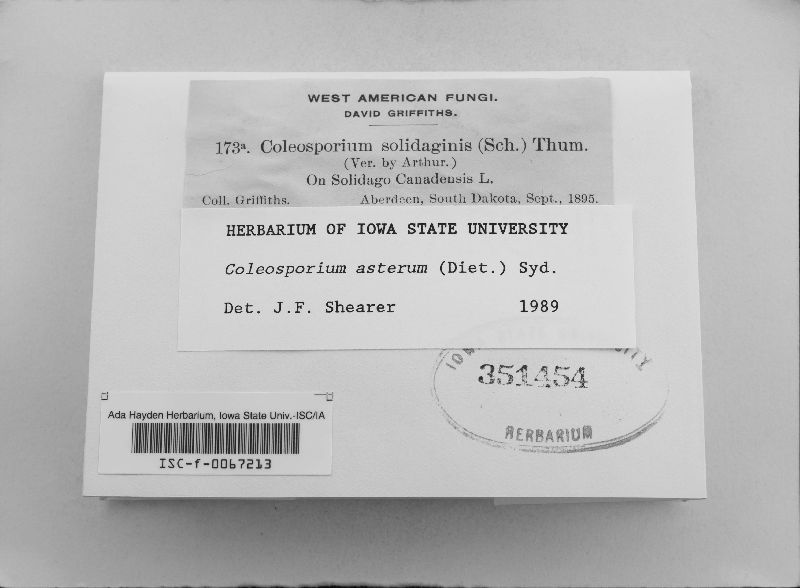 WEST AMERICAN FUNGI.
DAVID GRIFFITHS.
173a. Coleosporium solidaginis (Sch.) Thum.
(Ver. by Arthur.)
On Solidago Canadensis L.
Coll. Griffiths. Aberdeen, South Dakota, Sept., 1895.
HERBARIUM OF IOWA STATE UNIVERSITY
Coleosporium asterum (Diet.) Syd.
Det. J.F. Shearer 1989
351454
HERBARIUM
Ada Hayden Herbarium, Iowa State Univ.-ISC/IA
ISC-f-0067213